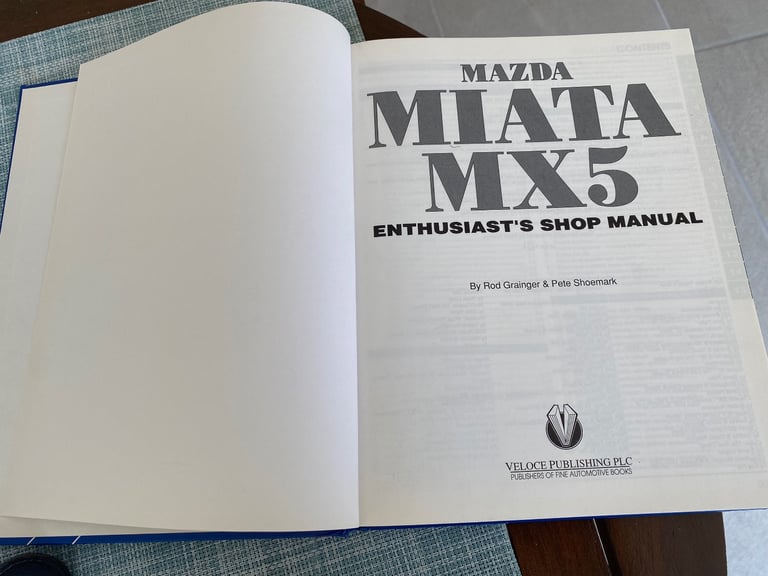 MAZDA
MIATA
MX5
ENTHUSIAST'S SHOP MANUAL
By Rod Grainger & Pete Shoemark
VELOCE PUBLISHING PLC
PUBLISHERS OF FINE AUTOMOTIVE BOOKS